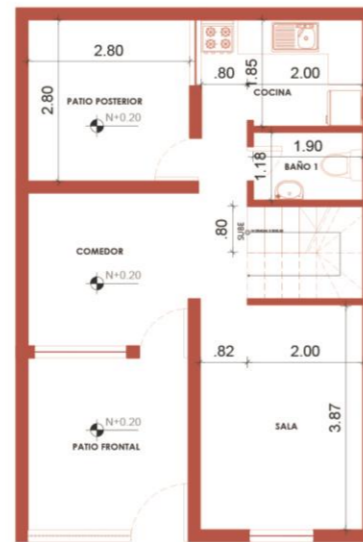 2.80
.80
.85
2.00
COCINA
2.80
PATIO POSTERIOR
N+0.20
1.90
BAÑO 1
1.18
.80
SUBE
COMEDOR
N+0.20
.82
2.00
N+0.20
PATIO FRONTAL
SALA
3.87